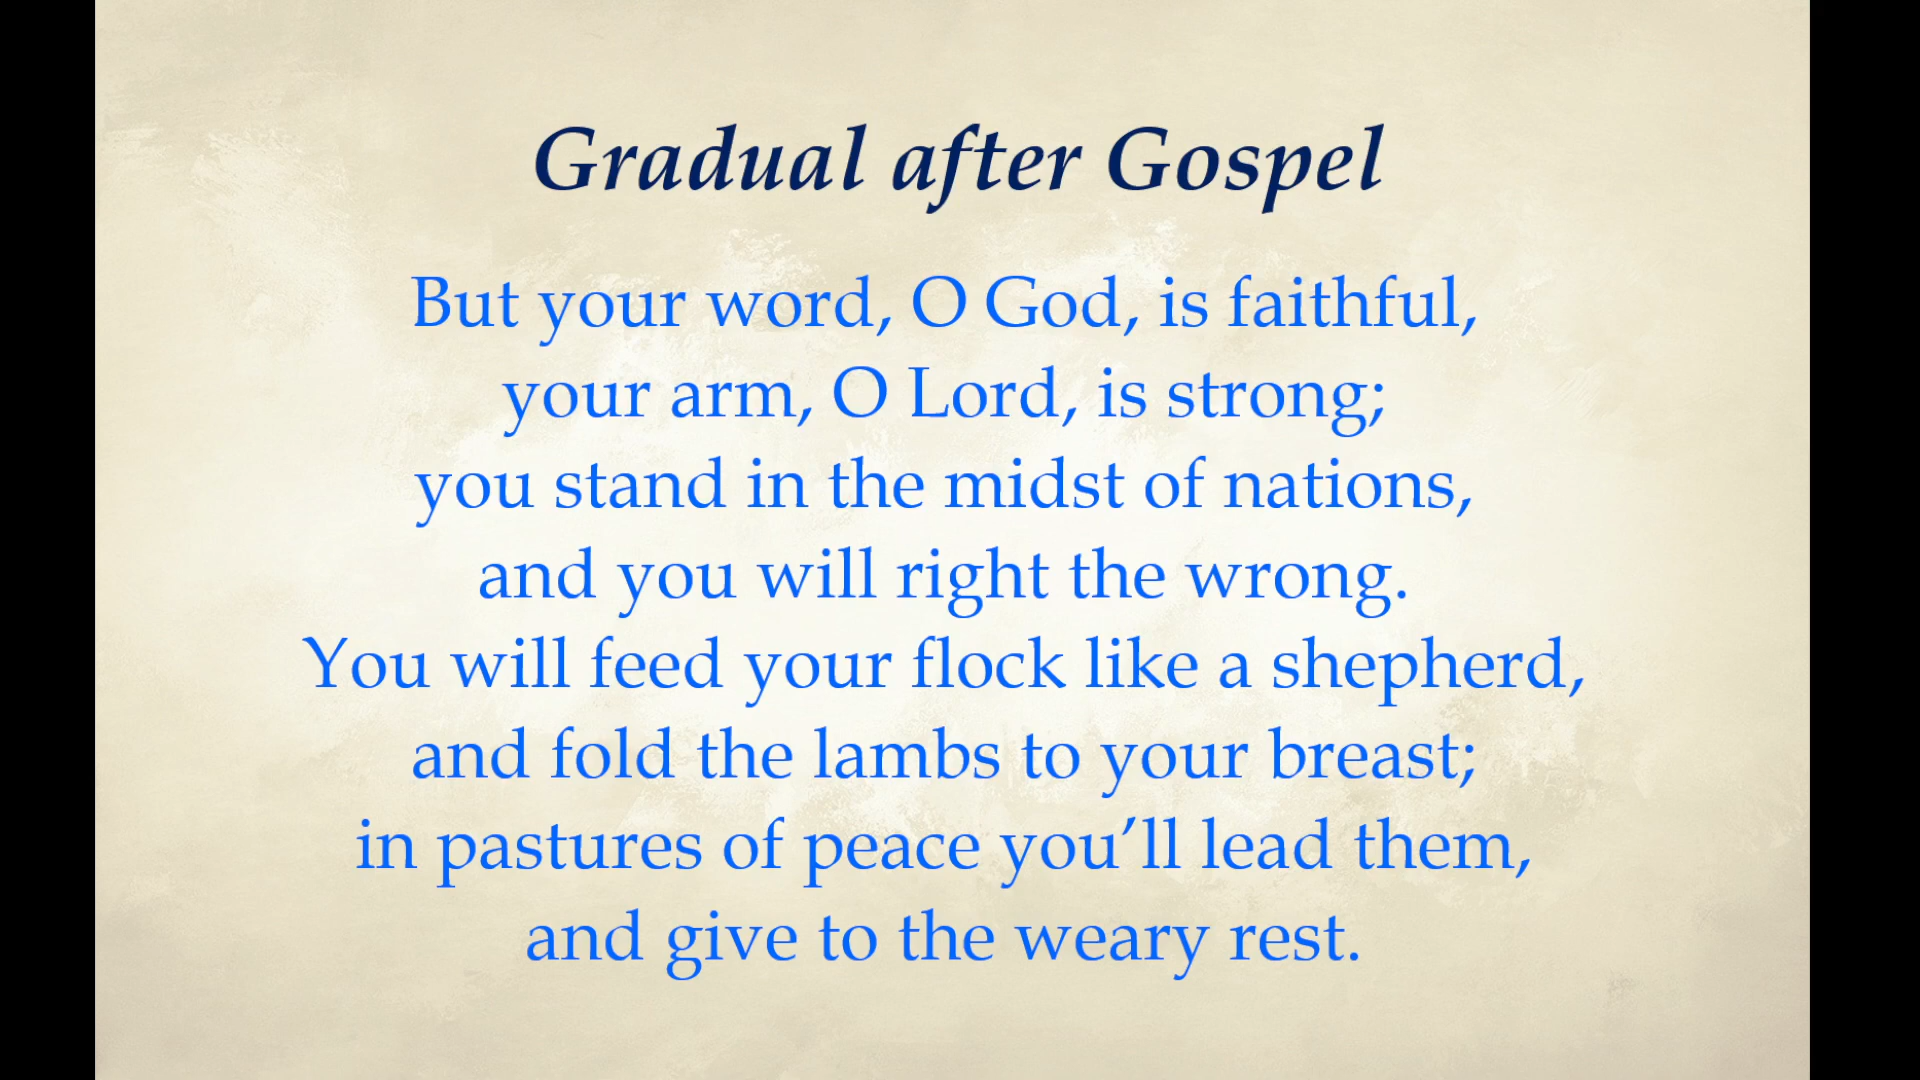 Gradual after Gospel
But your word, O God, is faithful,
your arm, O Lord, is strong;
you stand in the midst of nations,
and you will right the wrong.
You will feed your flock like a shepherd,
and fold the lambs to your breast;
in pastures of peace you’ll lead them,
and give to the weary rest.